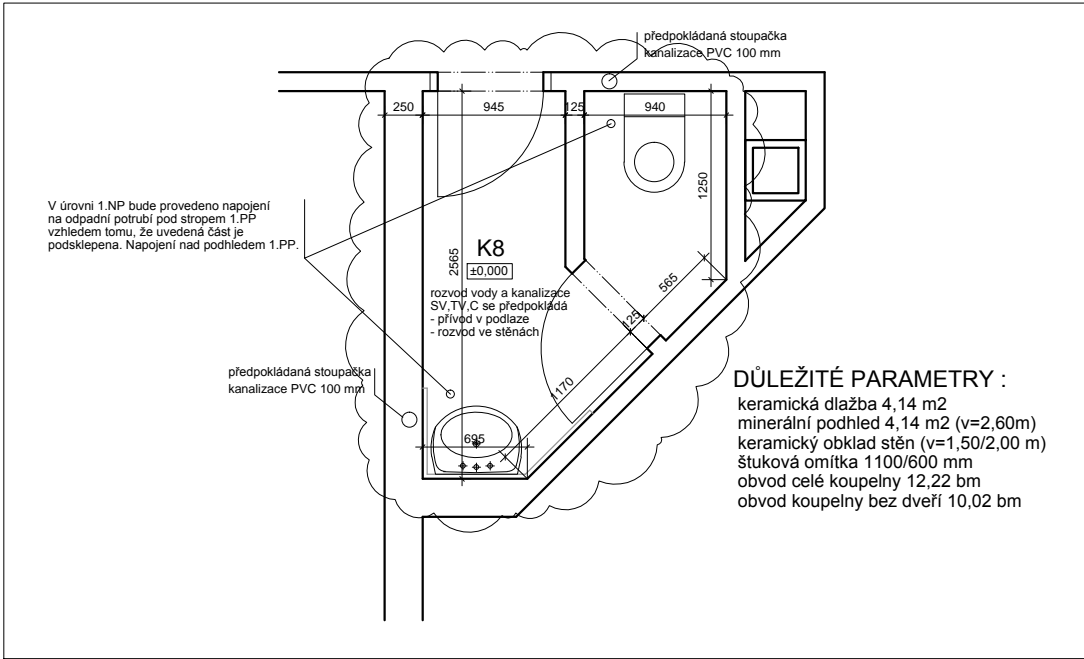 předpokládaná stoupačka
kanalizace PVC 100 mm
250
945
125
940
1250
V úrovni 1.NP bude provedeno napojení
na odpadní potrubí pod stropem 1.PP
vzhledem tomu, že uvedená část je
podsklepena. Napojení nad podhledem 1.PP.
2565
K8
±0,000
rozvod vody a kanalizace
SV,TV,C se předpokládá
- přívod v podlaze
- rozvod ve stěnách
565
125
1170
předpokládaná stoupačka
kanalizace PVC 100 mm
695
DŮLEŽITÉ PARAMETRY :
keramická dlažba 4,14 m2
minerální podhled 4,14 m2 (v=2,60m)
keramický obklad stěn (v=1,50/2,00 m)
štuková omítka 1100/600 mm
obvod celé koupelny 12,22 bm
obvod koupelny bez dveří 10,02 bm